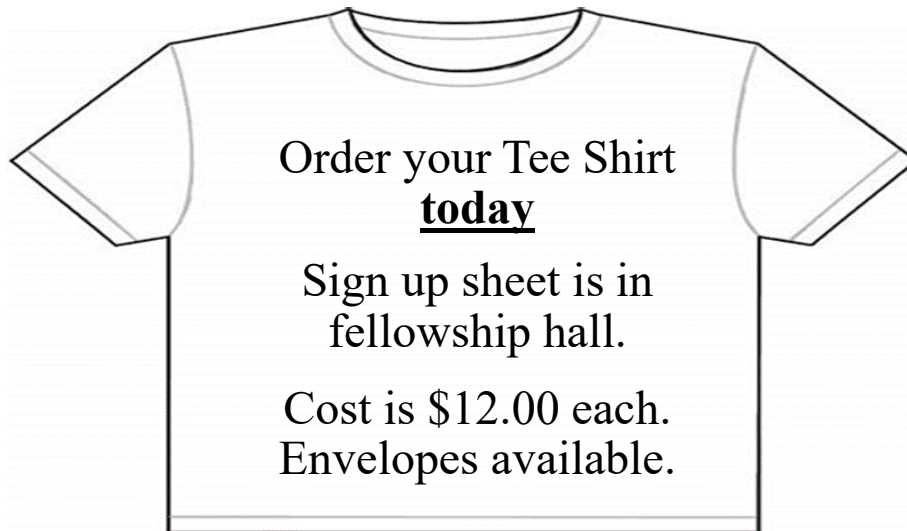 Order your Tee Shirt
today
Sign up sheet is in
fellowship hall.
Cost is $12.00 each.
Envelopes available.